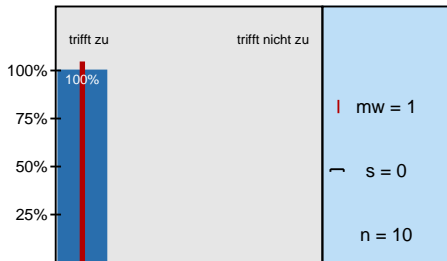 trifft zu trifft nicht zu
100%
100%
75%
50%
25%
mw = 1
s = 0
n = 10